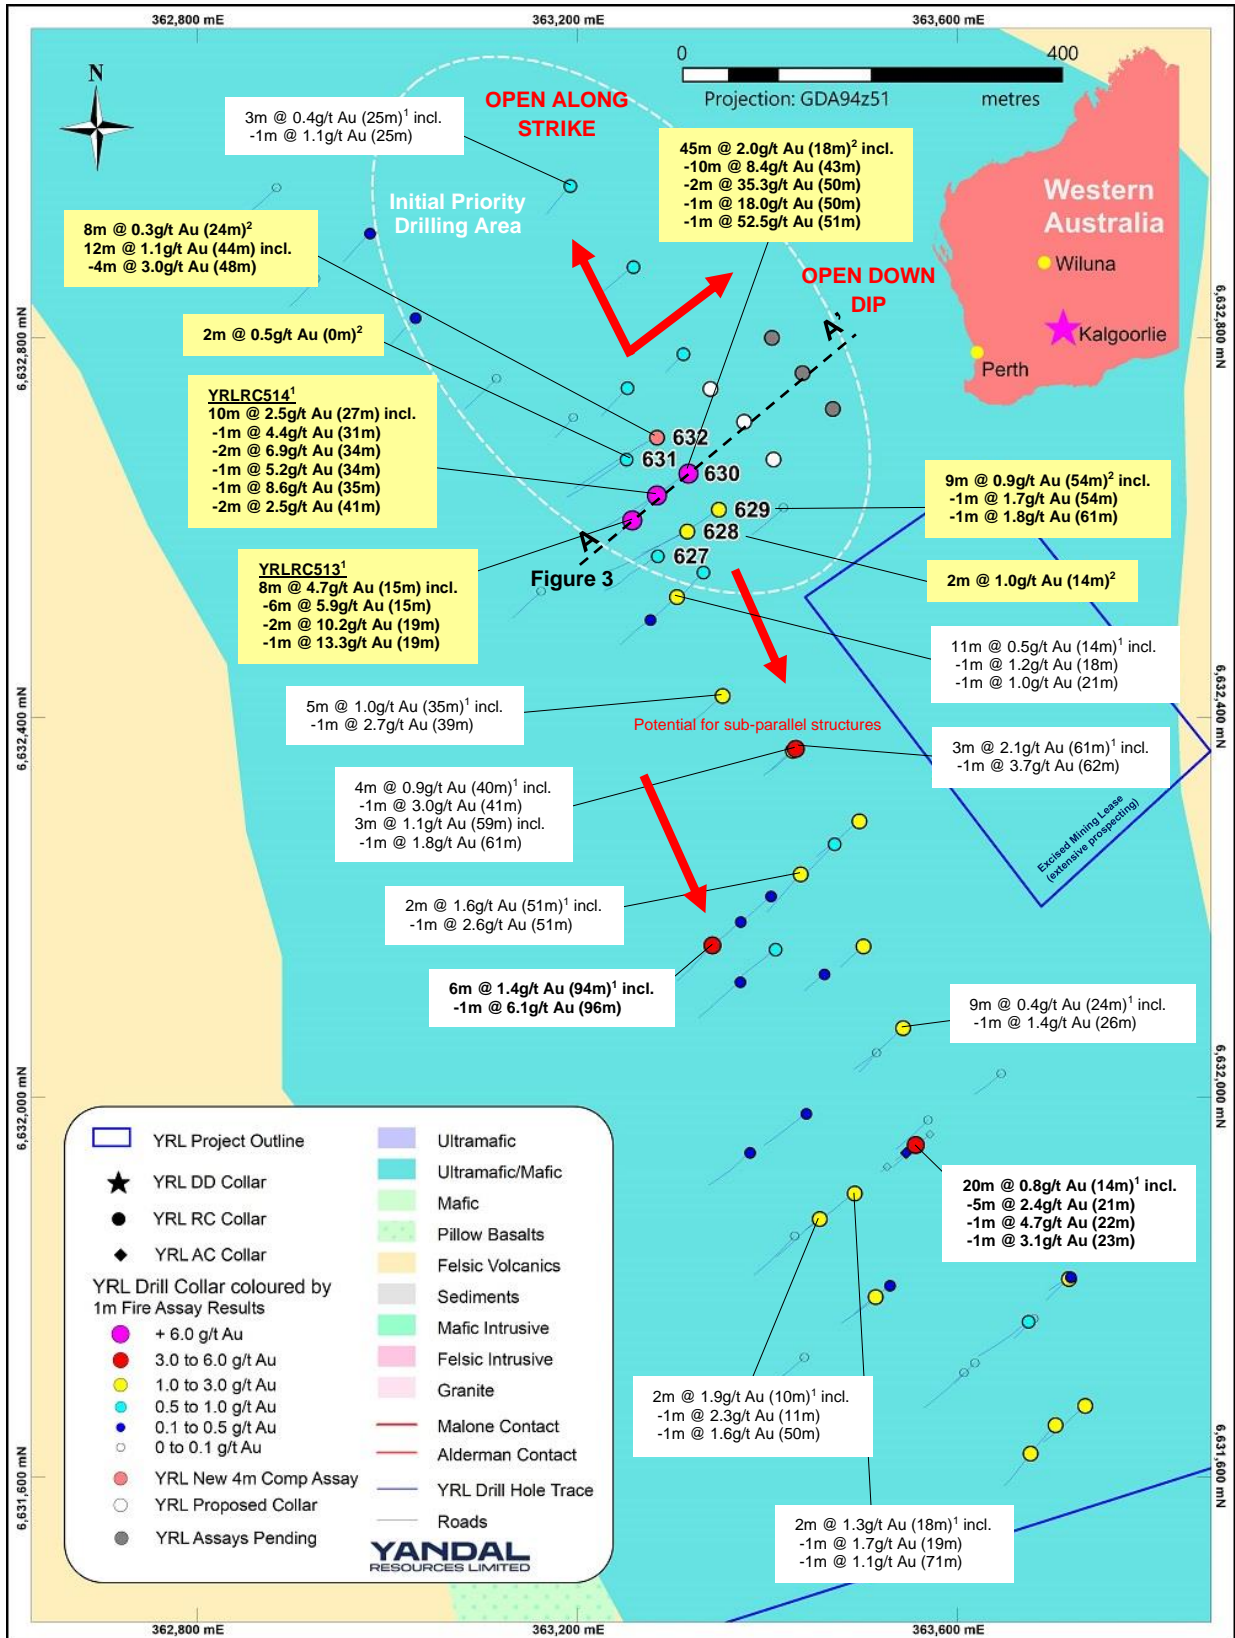 362,800 mE
363,200 mE
363,600 mE
N
0
400
Projection: GDA94z51
metres
3m @ 0.4g/t Au (25m)¹ incl.
-1m @ 1.1g/t Au (25m)
OPEN ALONG
STRIKE
45m @ 2.0g/t Au (18m)² incl.
-10m @ 8.4g/t Au (43m)
-2m @ 35.3g/t Au (50m)
-1m @ 18.0g/t Au (50m)
-1m @ 52.5g/t Au (51m)
Western
Australia
Wiluna
Kalgoorlie
Perth
Initial Priority
Drilling Area
8m @ 0.3g/t Au (24m)²
12m @ 1.1g/t Au (44m) incl.
-4m @ 3.0g/t Au (48m)
OPEN DOWN
DIP
A'
6,632,800 mN
6,632,800 mN
2m @ 0.5g/t Au (0m)²
YRLRC514¹
10m @ 2.5g/t Au (27m) incl.
-1m @ 4.4g/t Au (31m)
-2m @ 6.9g/t Au (34m)
-1m @ 5.2g/t Au (34m)
-1m @ 8.6g/t Au (35m)
-2m @ 2.5g/t Au (41m)
632
631
630
629
628
627
9m @ 0.9g/t Au (54m)² incl.
-1m @ 1.7g/t Au (54m)
-1m @ 1.8g/t Au (61m)
A
Figure 3
2m @ 1.0g/t Au (14m)²
YRLRC513¹
8m @ 4.7g/t Au (15m) incl.
-6m @ 5.9g/t Au (15m)
-2m @ 10.2g/t Au (19m)
-1m @ 13.3g/t Au (19m)
11m @ 0.5g/t Au (14m)¹ incl.
-1m @ 1.2g/t Au (18m)
-1m @ 1.0g/t Au (21m)
5m @ 1.0g/t Au (35m)¹ incl.
-1m @ 2.7g/t Au (39m)
6,632,400 mN
6,632,400 mN
Potential for sub-parallel structures
3m @ 2.1g/t Au (61m)¹ incl.
-1m @ 3.7g/t Au (62m)
4m @ 0.9g/t Au (40m)¹ incl.
-1m @ 3.0g/t Au (41m)
3m @ 1.1g/t Au (59m) incl.
-1m @ 1.8g/t Au (61m)
Excised Mining Lease
(extensive prospecting)
2m @ 1.6g/t Au (51m)¹ incl.
-1m @ 2.6g/t Au (51m)
6m @ 1.4g/t Au (94m)¹ incl.
-1m @ 6.1g/t Au (96m)
9m @ 0.4g/t Au (24m)¹ incl.
-1m @ 1.4g/t Au (26m)
6,632,000 mN
6,632,000 mN
20m @ 0.8g/t Au (14m)¹ incl.
-5m @ 2.4g/t Au (21m)
-1m @ 4.7g/t Au (22m)
-1m @ 3.1g/t Au (23m)
2m @ 1.9g/t Au (10m)¹ incl.
-1m @ 2.3g/t Au (11m)
-1m @ 1.6g/t Au (50m)
2m @ 1.3g/t Au (18m)¹ incl.
-1m @ 1.7g/t Au (19m)
-1m @ 1.1g/t Au (71m)
6,631,600 mN
6,631,600 mN
YRL Project Outline
YRL DD Collar
YRL RC Collar
YRL AC Collar
YRL Drill Collar coloured by
1m Fire Assay Results
+ 6.0 g/t Au
3.0 to 6.0 g/t Au
1.0 to 3.0 g/t Au
0.5 to 1.0 g/t Au
0.1 to 0.5 g/t Au
0 to 0.1 g/t Au
YRL New 4m Comp Assay
YRL Proposed Collar
YRL Assays Pending
Ultramafic
Ultramafic/Mafic
Mafic
Pillow Basalts
Felsic Volcanics
Sediments
Mafic Intrusive
Felsic Intrusive
Granite
Malone Contact
Alderman Contact
YRL Drill Hole Trace
Roads
YANDAL
RESOURCES LIMITED
362,800 mE
363,200 mE
363,600 mE